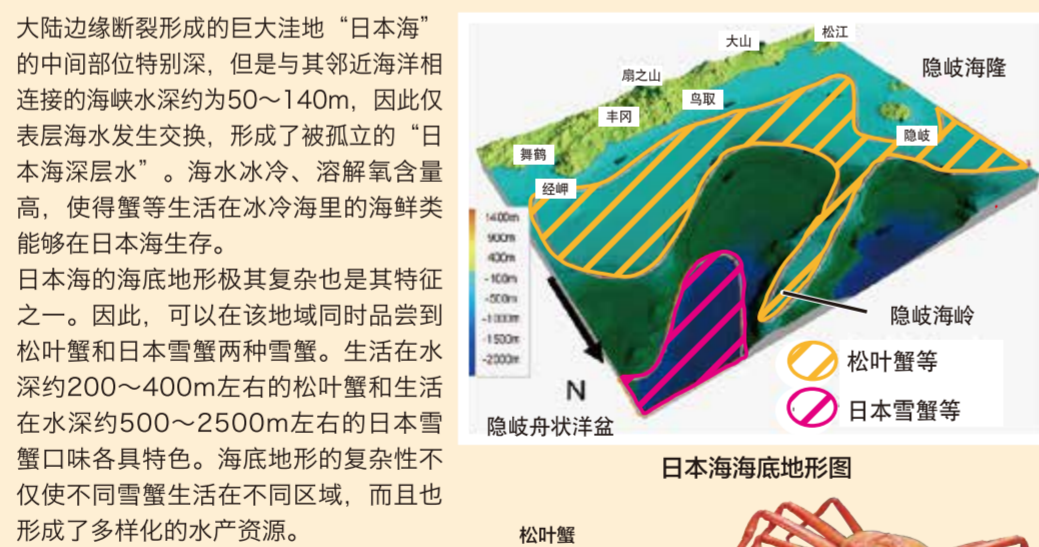 大陆边缘断裂形成的巨大洼地“日本海”
的中间部位特别深，但是与其邻近海洋相
连接的海峡水深约为50～140m，因此仅
表层海水发生交换，形成了被孤立的“日
本海深层水”。海水冰冷、溶解氧含量
高，使得蟹等生活在冰冷海里的海鲜类
能够在日本海生存。
日本海的海底地形极其复杂也是其特征
之一。因此，可以在该地域同时品尝到
松叶蟹和日本雪蟹两种雪蟹。生活在水
深约200～400m左右的松叶蟹和生活
在水深约500～2500m左右的日本雪
蟹口味各具特色。海底地形的复杂性不
仅使不同雪蟹生活在不同区域，而且也
形成了多样化的水产资源。
松江
大山
隐岐海隆
扇之山
鸟取
丰冈
隐岐
舞鹤
经岬
1400m
900m
400m
-100m
-500m
-1000m
-1500m
-2000m
隐岐海岭
N
松叶蟹等
日本雪蟹等
隐岐舟状洋盆
日本海海底地形图
松叶蟹